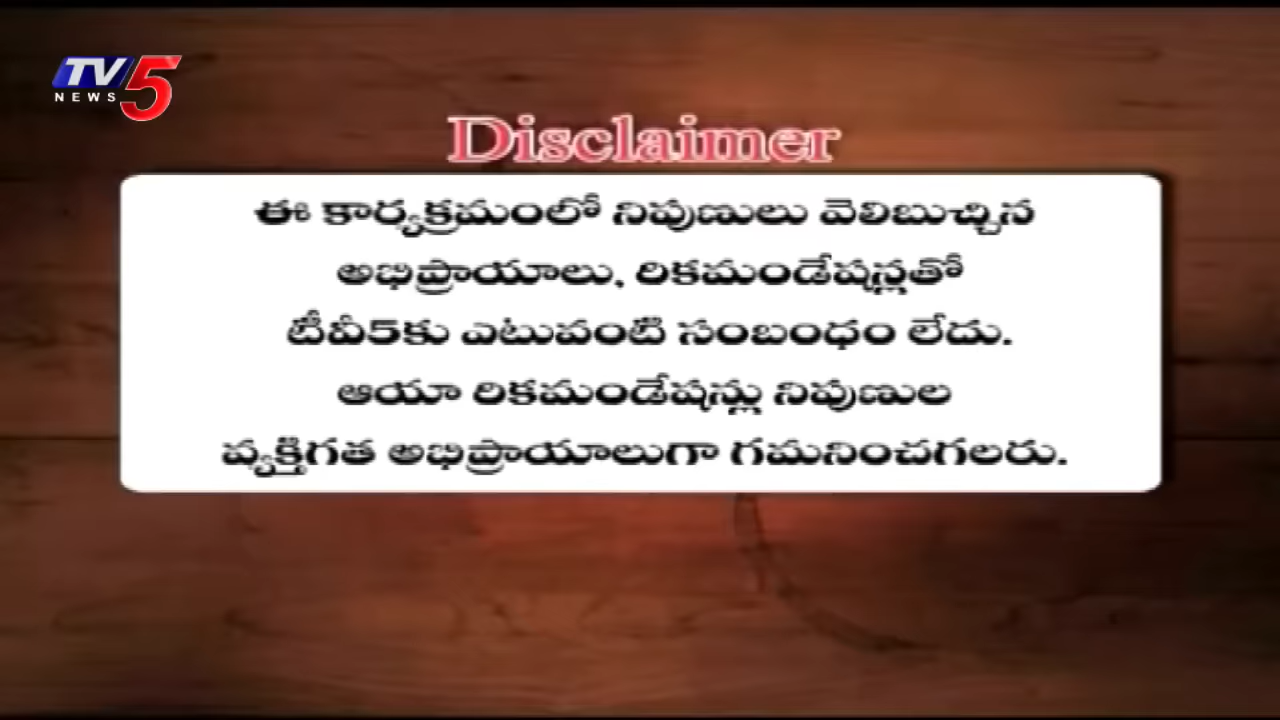 TV5
NEWS
Disclaimer
ఈ కార్యక్రమంలో నిపుణులు వెలిబుచ్చిన
అభిప్రాయాలు, రికమండేషన్లతో
టీవీ5కు ఎటువంటి సంబంధం లేదు.
ఆయా రికమండేషన్లు నిపుణుల
వ్యక్తిగత అభిప్రాయాలుగా గమనించగలరు.